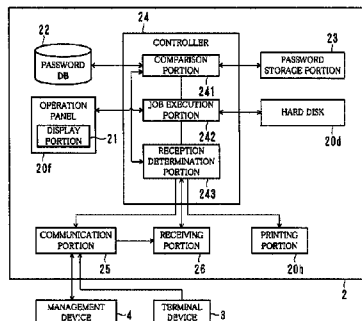 22
24
CONTROLLER
23
PASSWORD
DB
COMPARISON
PORTION
241
PASSWORD
STORAGE PORTION
OPERATION
PANEL
DISPLAY
PORTION
21
20f
JOB EXECUTION
PORTION
242
HARD DISK
20d
RECEPTION
DETERMINATION
PORTION
243
COMMUNICATION
PORTION
25
RECEIVING
PORTION
26
PRINTING
PORTION
20h
2
MANAGEMENT
DEVICE
4
TERMINAL
DEVICE
3